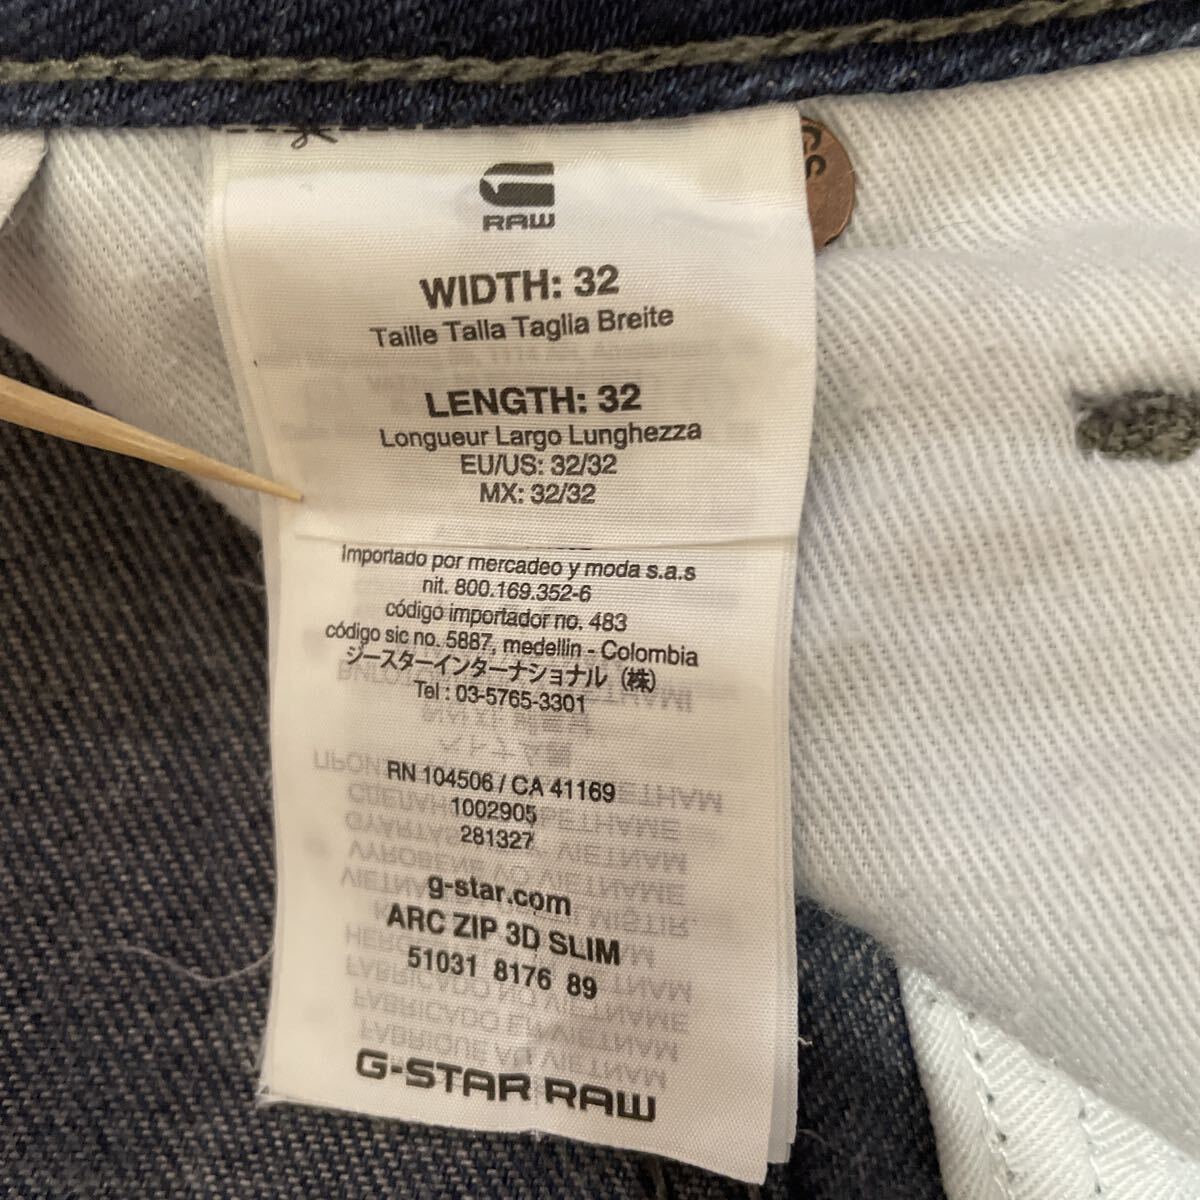 RAW
WIDTH: 32
Taille Talla Taglia Breite
LENGTH: 32
Longueur Largo Lunghezza
EU/US: 32/32
MX: 32/32
Importado por mercadeo y moda s.a.s
nit. 800.169.352-6
código importador no. 483
código sic no. 5887, medellin - Colombia
ジースターインターナショナル（株）
Tel : 03-5765-3301
RN 104506 / CA 41169
1002905
281327
g-star.com
ARC ZIP 3D SLIM
51031 8176 89
G-STAR RAW
GS